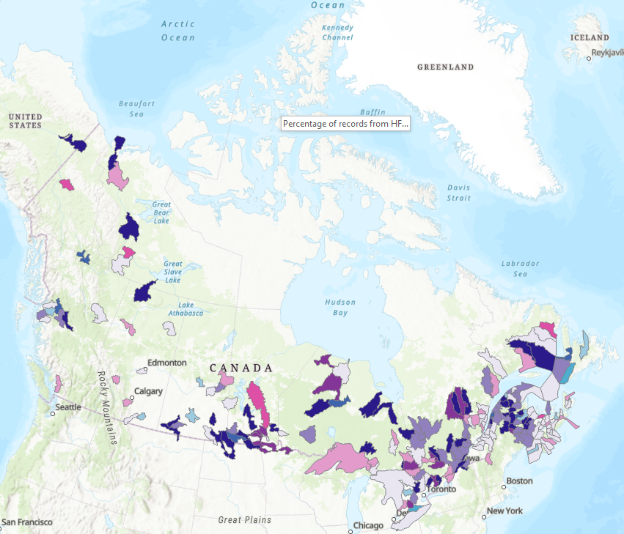 Ocean
Arctic
Ocean
Kennedy
Channel
ICELAND
Reykjavik
GREENLAND
Beaufort
Sea
UNITED
STATES
Baffin
Percentage of records from HF...
Davis
Strait
Great
Bear
Lake
Great
Slave
Lake
Labrador
Sea
Lake
Athabasca
Hudson
Bay
Edmonton
CANADA
Calgary
Rocky Mountains
Seattle
Toronto
Boston
New York
Great Plains
Chicago
San Francisco